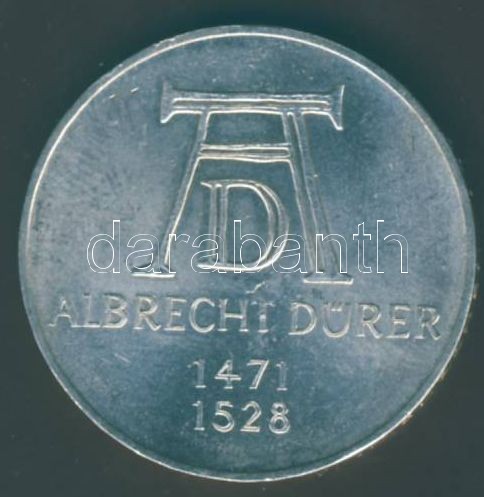 AD
darabanth
ALBRECHT DÜRER
1471
1528